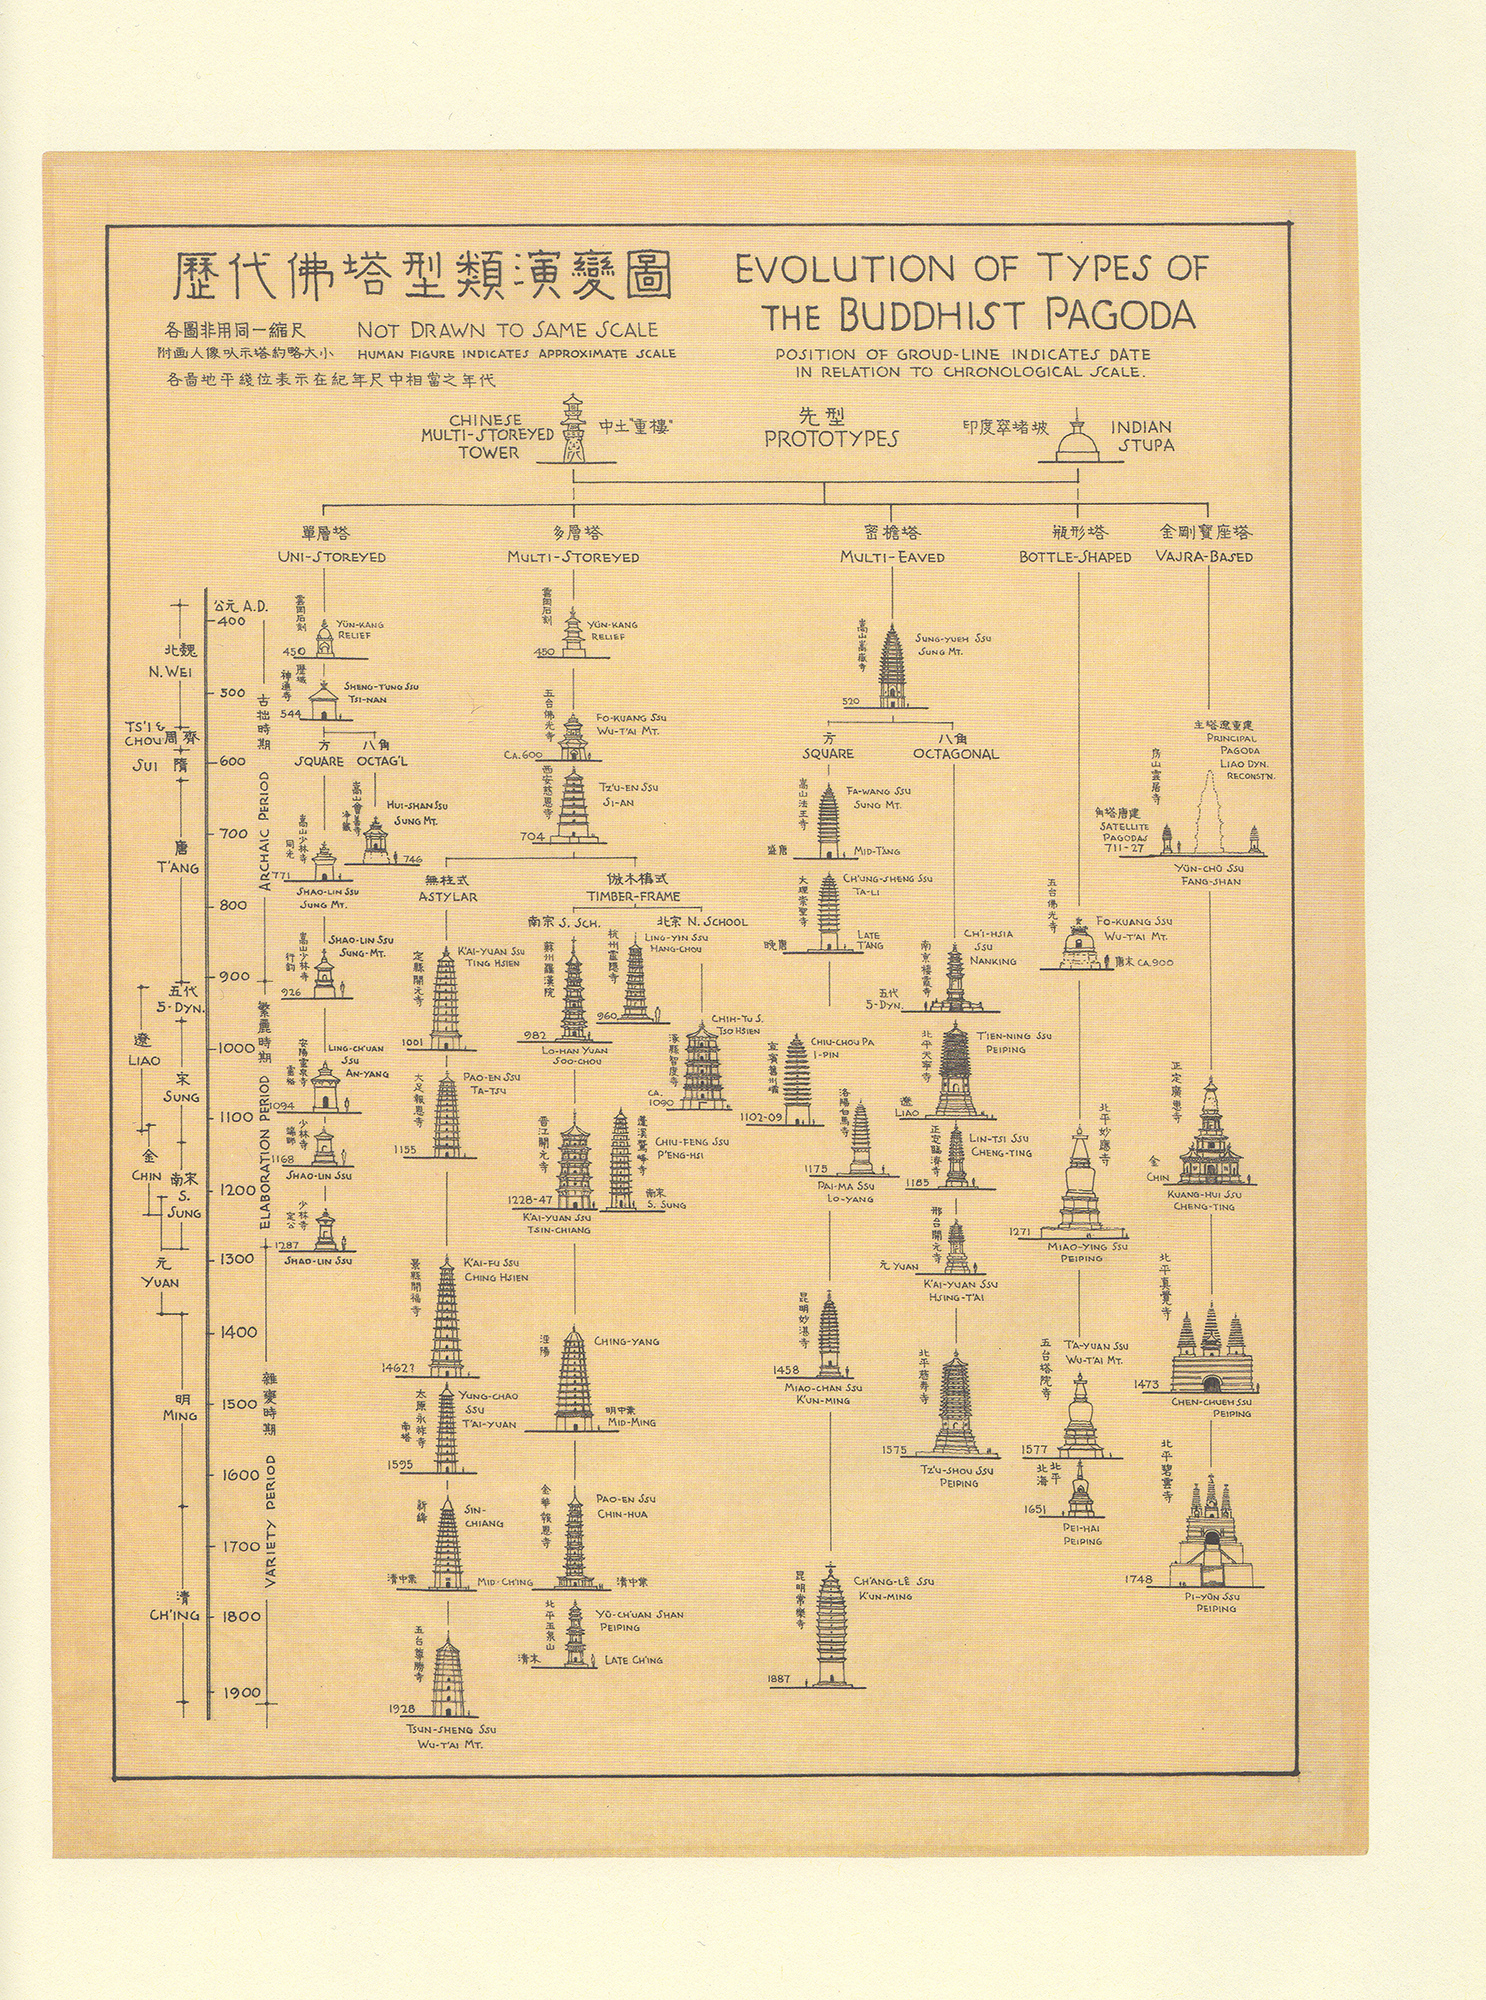 歷代佛塔型類演變圖
EVOLUTION OF TYPES OF
THE BUDDHIST PAGODA
各圖非用同一縮尺
NOT DRAWN TO SAME SCALE
附画人像㕥示塔約略大小
HUMAN FIGURE INDICATES APPROXIMATE SCALE
各啚地平綫位表示在紀年尺中相當之年代
POSITION OF GROUD-LINE INDICATES DATE
IN RELATION TO CHRONOLOGICAL SCALE.
CHINESE
MULTI-STOREYED
TOWER
中土"重樓"
先型
PROTOTYPES
印度窣堵坡
INDIAN
STUPA
單層塔
UNI-STOREYED
多層塔
MULTI-STOREYED
密檐塔
MULTI-EAVED
瓶形塔
BOTTLE-SHAPED
金剛寶座塔
VAJRA-BASED
北魏
N. WEI
TS'I &
CHOU 周齊
SUI 隋
唐
T'ANG
五代
5-DYN.
遼
LIAO
宋
SUNG
金
CHIN
南宋
S.
SUNG
元
YUAN
明
MING
清
CH'ING
公元 A.D.
400
500
600
700
800
900
1000
1100
1200
1300
1400
1500
1600
1700
1800
1900
古拙時期
ARCHAIC PERIOD
繁麗時期
ELABORATION PERIOD
雜變時期
VARIETY PERIOD
雲岡石刻
YÜN-KANG
RELIEF
450
歷城
神通寺
SHENG-TUNG SSU
TSI-NAN
544
方
SQUARE
八角
OCTAG'L
嵩山會善寺
淨藏
HUI-SHAN SSU
SUNG MT.
746
嵩山少林寺
同光
771
SHAO-LIN SSU
SUNG MT.
嵩山少林寺
行鈞
SHAO-LIN SSU
SUNG-MT.
926
安陽靈泉寺
LING-CH'UAN
SSU
AN-YANG
1094
少林寺
1168
SHAO-LIN SSU
少林寺
定公
1287
SHAO-LIN SSU
雲岡石刻
YÜN-KANG
RELIEF
450
五台佛光寺
FO-KUANG SSU
WU-T'AI MT.
CA. 600
西安慈恩寺
TZ'U-EN SSU
SI-AN
704
無柱式
ASTYLAR
倣木構式
TIMBER-FRAME
南宗 S. SCH.
北宗 N. SCHOOL
定縣開元寺
K'AI-YUAN SSU
TING HSIEN
1001
大足報恩寺
PAO-EN SSU
TA-TSU
1155
景縣開福寺
K'AI-FU SSU
CHING HSIEN
1462?
太原永祚寺
南塔
YUNG-CHAO
SSU
T'AI-YUAN
1595
新絳
SIN-
CHIANG
清中葉
MID-CH'ING
五台尊勝寺
1928
TSUN-SHENG SSU
WU-T'AI MT.
蘇州羅漢院
982
LO-HAN YUAN
SOO-CHOU
杭州靈隱寺
LING-YIN SSU
HANG-CHOU
960
涿縣智度寺
CHIH-TU S.
TSO HSIEN
CA.
1090
晉江開元寺
1228-47
K'AI-YUAN SSU
TSIN-CHIANG
蓬溪鷲峰寺
CHIU-FENG SSU
P'ENG-HSI
南宋
S. SUNG
涇陽
CHING-YANG
明中葉
MID-MING
金華報恩寺
PAO-EN SSU
CHIN-HUA
清中葉
北平玉泉山
YÜ-CH'UAN SHAN
PEIPING
清末
LATE CH'ING
嵩山嵩嶽寺
SUNG-YUEH SSU
SUNG MT.
520
方
SQUARE
八角
OCTAGONAL
嵩山法王寺
FA-WANG SSU
SUNG MT.
盛唐
MID-T'ANG
大理崇聖寺
CH'UNG-SHENG SSU
TA-LI
晚唐
LATE
T'ANG
宜賓舊州壩
CHIU-CHOU PA
I-PIN
1102-09
洛陽白馬寺
1175
PAI-MA SSU
LO-YANG
昆明妙湛寺
1458
MIAO-CHAN SSU
K'UN-MING
昆明常樂寺
CH'ANG-LÊ SSU
K'UN-MING
1887
南京棲霞寺
CH'I-HSIA
SSU
NANKING
五代
5-DYN.
北平天寧寺
T'IEN-NING SSU
PEIPING
遼
LIAO
正定臨濟寺
LIN-TSI SSU
CHENG-TING
1185
邢台開元寺
元 YUAN
K'AI-YUAN SSU
HSING-T'AI
北平慈壽寺
1575
TZ'U-SHOU SSU
PEIPING
五台佛光寺
FO-KUANG SSU
WU-T'AI MT.
唐末 CA. 900
北平妙應寺
1271
MIAO-YING SSU
PEIPING
五台塔院寺
TA-YUAN SSU
WU-T'AI MT.
1577
北平
北海
1651
PEI-HAI
PEIPING
主塔遼重建
PRINCIPAL
PAGODA
LIAO DYN.
RECONST'N.
房山雲居寺
角塔唐建
SATELLITE
PAGODAS
711-27
YÜN-CHÜ SSU
FANG-SHAN
正定廣惠寺
金
CHIN
KUANG-HUI SSU
CHENG-TING
北平真覺寺
1473
CHEN-CHUEH SSU
PEIPING
北平碧雲寺
1748
PI-YÜN SSU
PEIPING